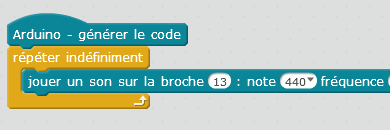 Arduino - générer le code
répéter indéfiniment
jouer un son sur la broche 13 : note 440 fréquence